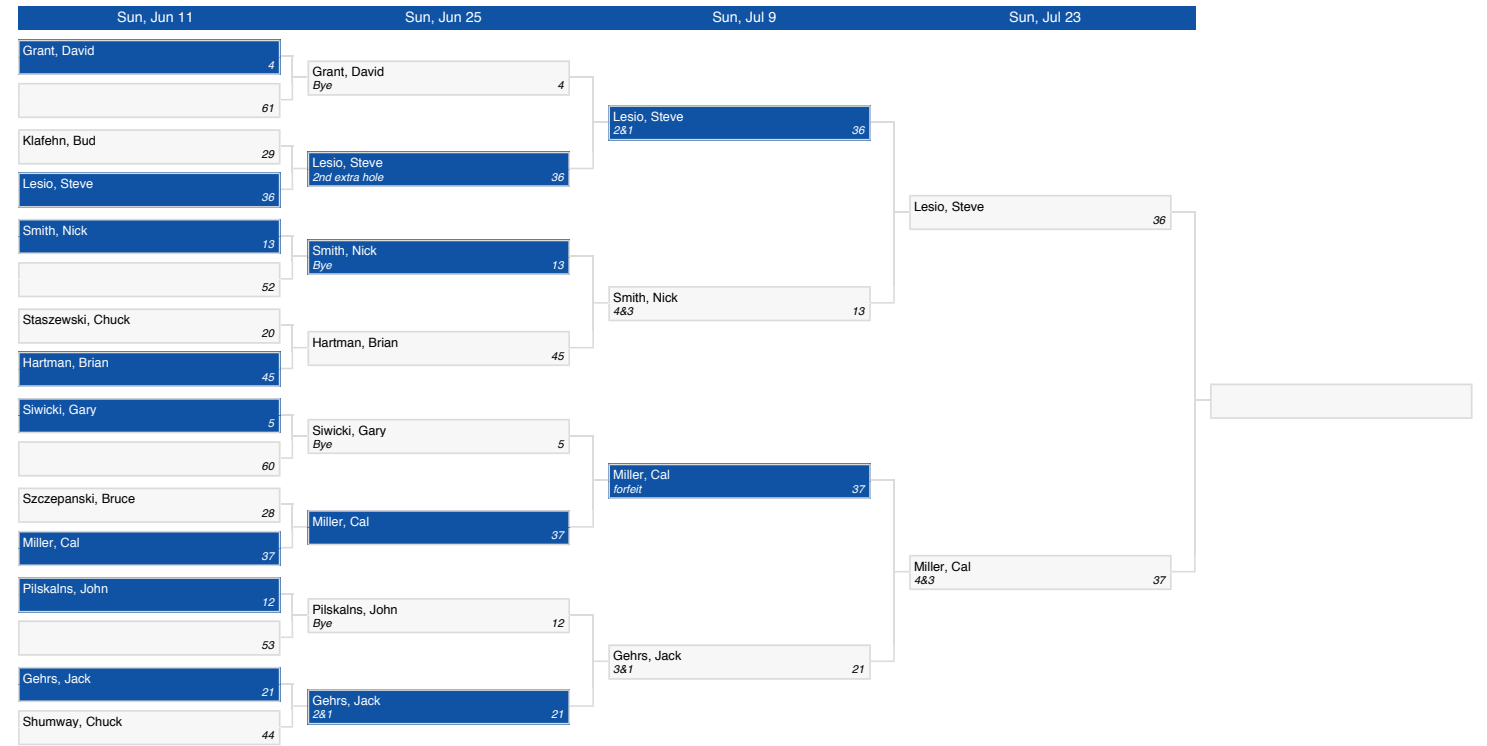 Sun, Jun 11
Sun, Jun 25
Sun, Jul 9
Sun, Jul 23
Grant, David
4
61
Klafehn, Bud
29
Lesio, Steve
36
Smith, Nick
13
52
Staszewski, Chuck
20
Hartman, Brian
45
Siwicki, Gary
5
60
Szczepanski, Bruce
28
Miller, Cal
37
Pilskalns, John
12
53
Gehrs, Jack
21
Shumway, Chuck
44
Grant, David
Bye 4
Lesio, Steve
2nd extra hole 36
Smith, Nick
Bye 13
Hartman, Brian
45
Siwicki, Gary
Bye 5
Miller, Cal
37
Pilskalns, John
Bye 12
Gehrs, Jack
2&1 21
Lesio, Steve
2&1 36
Smith, Nick
4&3 13
Miller, Cal
forfeit 37
Gehrs, Jack
3&1 21
Lesio, Steve
36
Miller, Cal
4&3 37